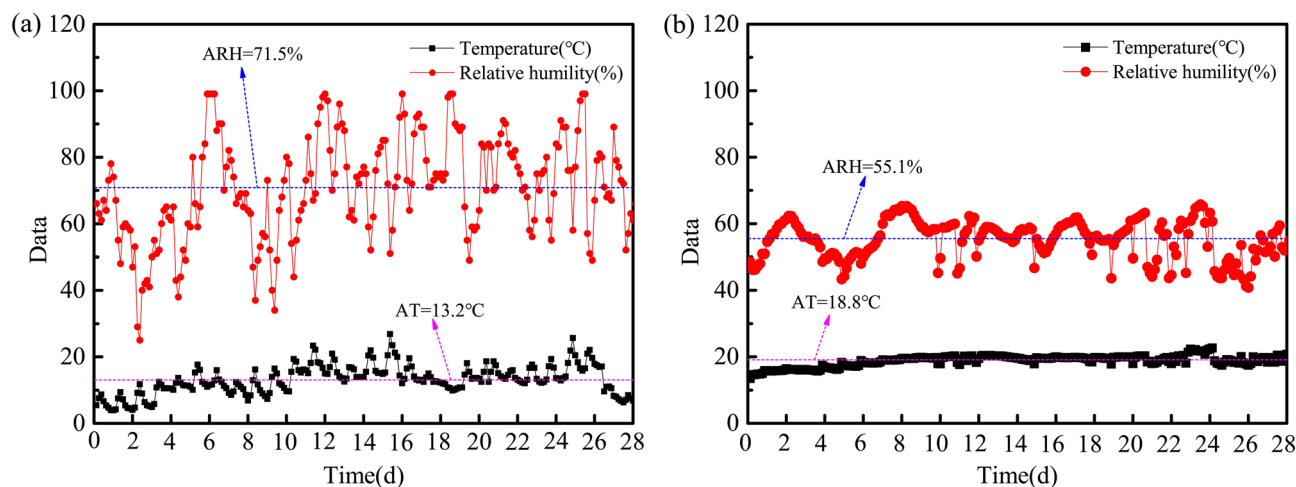 (a)
120
100
80
60
40
20
0
Data
0 2 4 6 8 10 12 14 16 18 20 22 24 26 28
Time(d)
Temperature(℃)
Relative humidity(%)
ARH=71.5%
AT=13.2℃
(b)
120
100
80
60
40
20
0
Data
0 2 4 6 8 10 12 14 16 18 20 22 24 26 28
Time(d)
Temperature(℃)
Relative humidity(%)
ARH=55.1%
AT=18.8℃